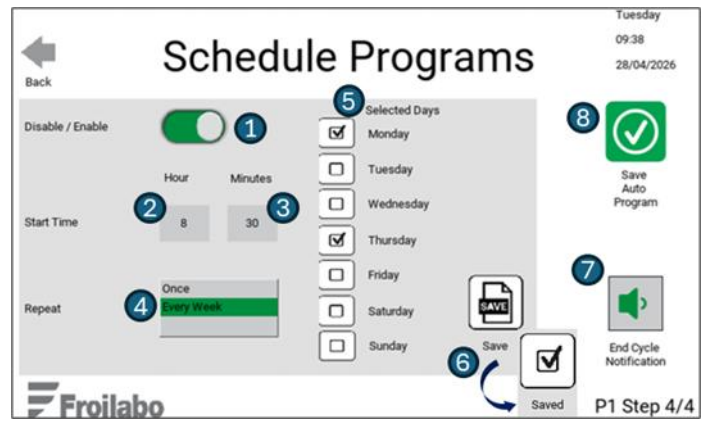 Tuesday
09:38
28/04/2026
Schedule Programs
Back
Disable / Enable
1
5
Selected Days
Monday
Tuesday
Wednesday
Thursday
Friday
Saturday
Sunday
Hour
Minutes
Start Time
2
8
3
30
Repeat
4
Once
Every Week
SAVE
Save
6
Saved
8
Save
Auto
Program
7
End Cycle
Notification
Froilabo
P1 Step 4/4